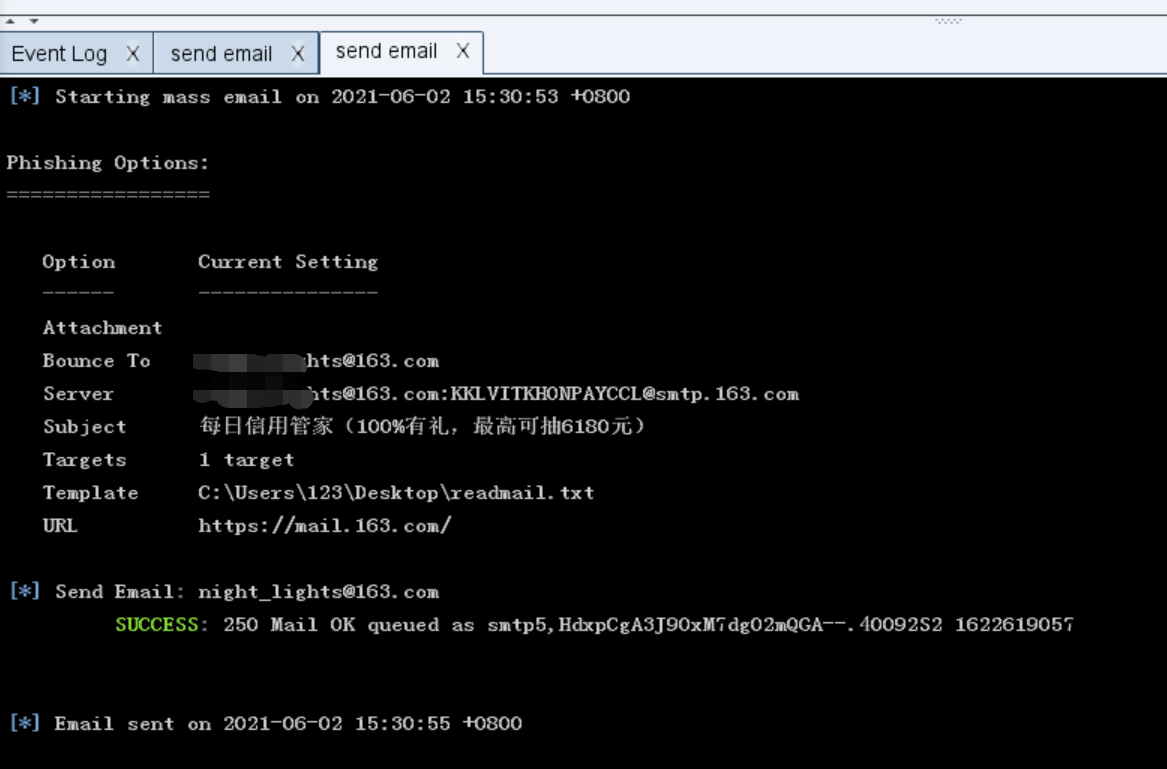 Event Log X send email X send email X
[*] Starting mass email on 2021-06-02 15:30:53 +0800
Phishing Options:
=================
Option Current Setting
------ ---------------
Attachment
Bounce To hts@163.com
Server hts@163.com:KKLVITKHONPAYCCL@smtp.163.com
Subject 每日信用管家（100%有礼，最高可抽6180元）
Targets 1 target
Template C:\Users\123\Desktop\readmail.txt
URL https://mail.163.com/
[*] Send Email: night_lights@163.com
SUCCESS: 250 Mail OK queued as smtp5,HdxpCgA3J9OxM7dgO2mQGA--.40092S2 1622619057
[*] Email sent on 2021-06-02 15:30:55 +0800